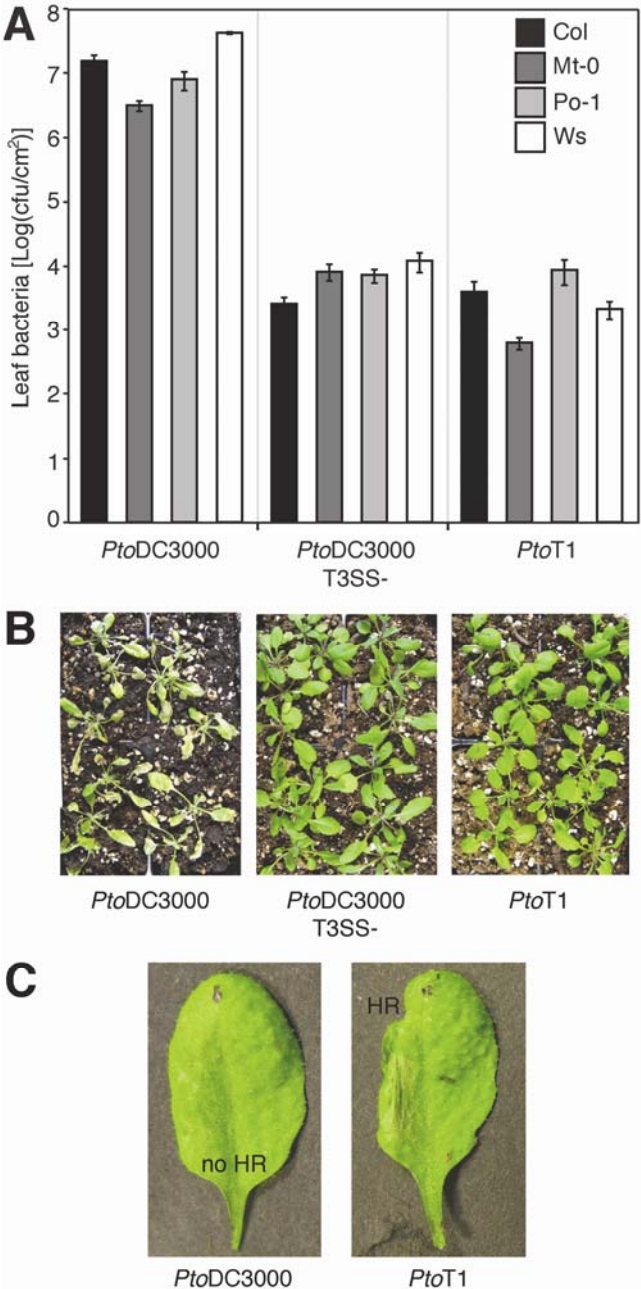 A
8
7
6
5
4
3
2
1
0
Leaf bacteria [Log(cfu/cm²)]
Col
Mt-0
Po-1
Ws
PtoDC3000
PtoDC3000
T3SS-
PtoT1
B
PtoDC3000
PtoDC3000
T3SS-
PtoT1
C
no HR
HR
PtoDC3000
PtoT1